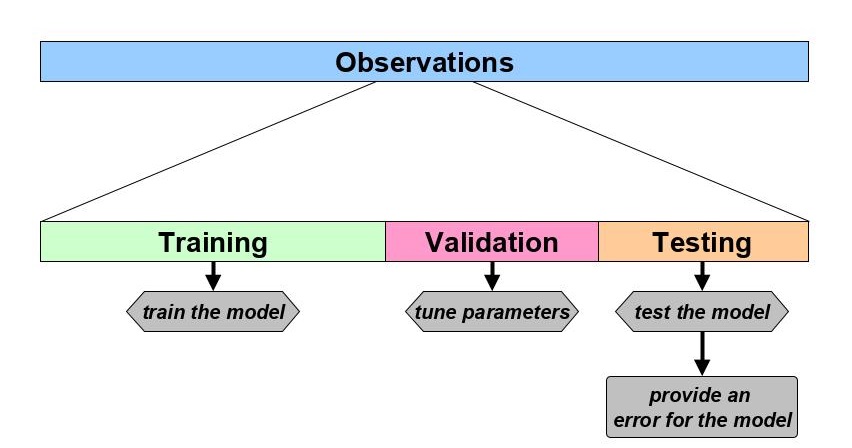 Observations
Training
Validation
Testing
train the model
tune parameters
test the model
provide an
error for the model